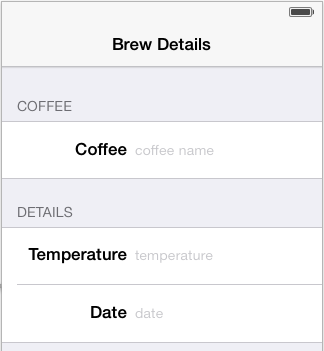 Brew Details
COFFEE
Coffee coffee name
DETAILS
Temperature temperature
Date date